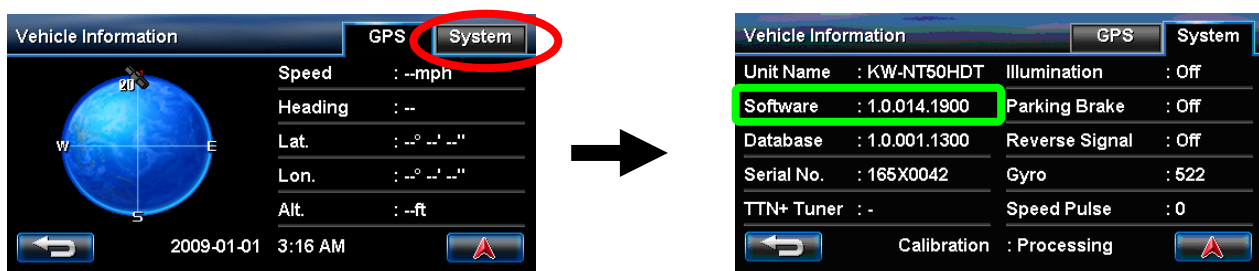 Vehicle Information GPS System
20
W E
S
Speed : --mph
Heading : --
Lat. : --° --' --"
Lon. : --° --' --"
Alt. : --ft
2009-01-01 3:16 AM
Vehicle Information GPS System
Unit Name : KW-NT50HDT Illumination : Off
Software : 1.0.014.1900 Parking Brake : Off
Database : 1.0.001.1300 Reverse Signal : Off
Serial No. : 165X0042 Gyro : 522
TTN+ Tuner : - Speed Pulse : 0
Calibration : Processing